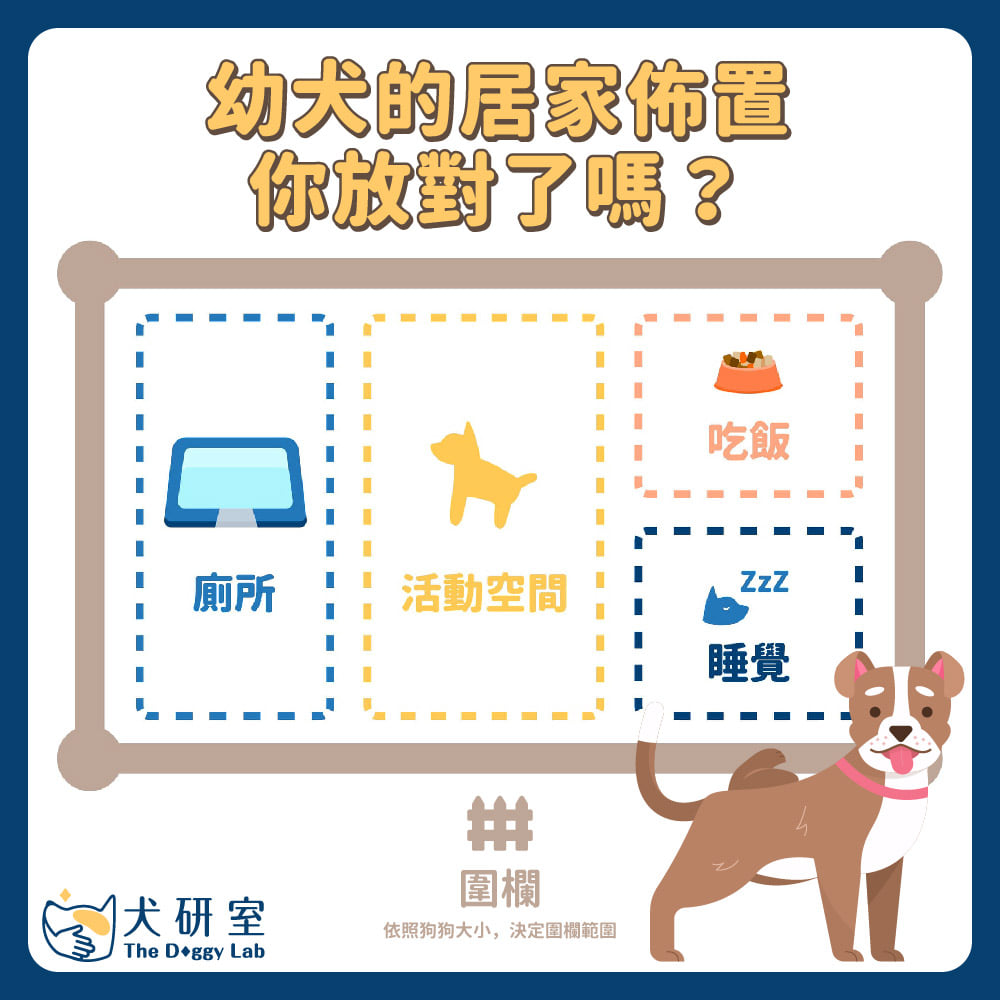 幼犬的居家佈置
你放對了嗎？
廁所
活動空間
吃飯
ZzZ
睡覺
圍欄
依照狗狗大小，決定圍欄範圍
犬研室
The D♦ggy Lab